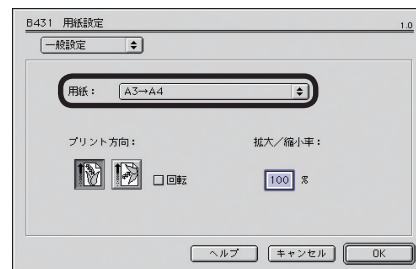 B431 用紙設定 1.0
一般設定
用紙： A3→A4
プリント方向： 拡大／縮小率：
回転 100 %
ヘルプ キャンセル OK